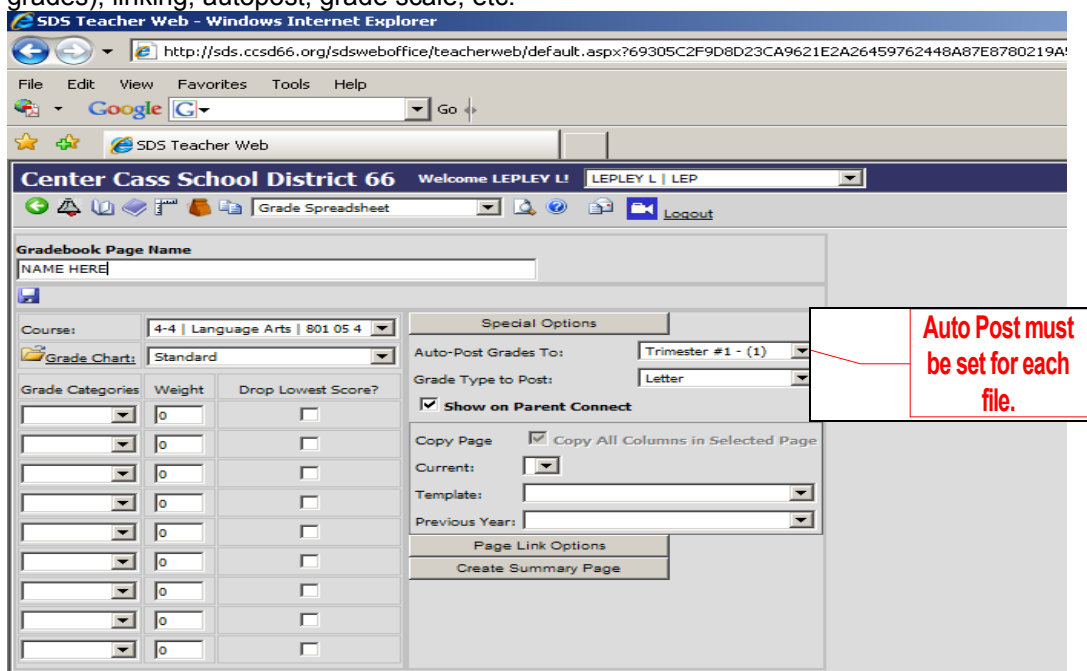 grades), linking, autopost, grade scale, etc.
SDS Teacher Web - Windows Internet Explorer
http://sds.ccsd66.org/sdsweboffice/teacherweb/default.aspx?69305C2F9D8D23CA9621E2A26459762448A87E8780219A
File Edit View Favorites Tools Help
Google G Go
SDS Teacher Web
Center Cass School District 66 Welcome LEPLEY L! LEPLEY L | LEP
Grade Spreadsheet Logout
Gradebook Page Name
NAME HERE
Course: 4-4 | Language Arts | 801 05 4 Special Options
Grade Chart: Standard Auto-Post Grades To: Trimester #1 - (1)
Grade Categories Weight Drop Lowest Score? Grade Type to Post: Letter
0 Show on Parent Connect
0 Copy Page Copy All Columns in Selected Page
0 Current:
0 Template:
0 Previous Year:
0 Page Link Options
0 Create Summary Page
0
0
Auto Post must
be set for each
file.